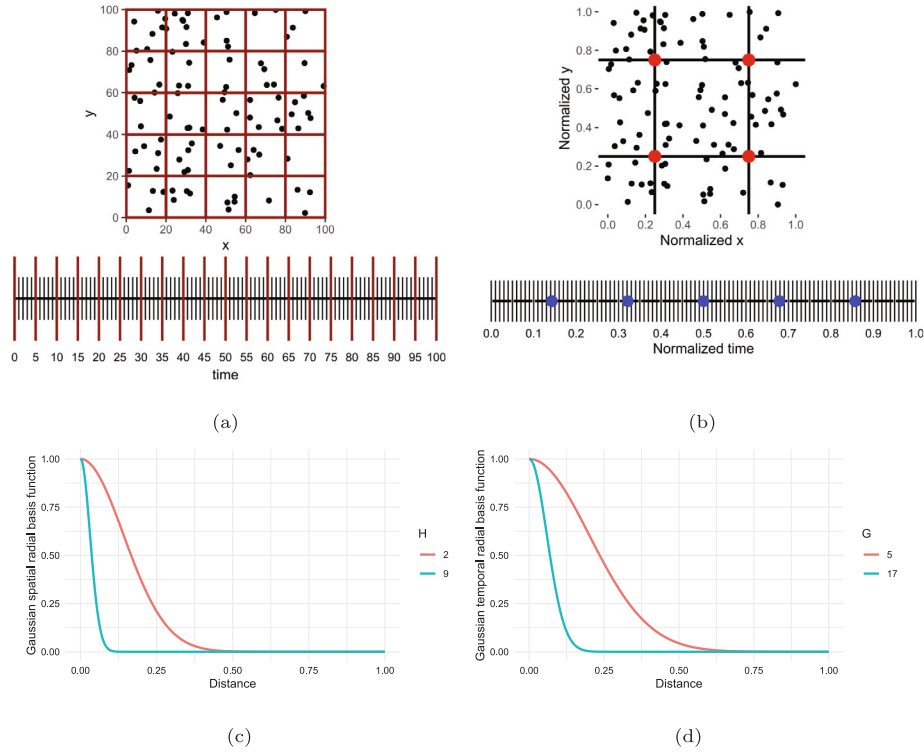 100
80
60
40
20
0
y
0 20 40 60 80 100
x
0 5 10 15 20 25 30 35 40 45 50 55 60 65 70 75 80 85 90 95 100
time
(a)
1.0
0.8
0.6
0.4
0.2
0.0
Normalized y
0.0 0.2 0.4 0.6 0.8 1.0
Normalized x
0.0 0.1 0.2 0.3 0.4 0.5 0.6 0.7 0.8 0.9 1.0
Normalized time
(b)
Gaussian spatial radial basis function
1.00
0.75
0.50
0.25
0.00
0.00 0.25 0.50 0.75 1.00
Distance
H
2
9
(c)
Gaussian temporal radial basis function
1.00
0.75
0.50
0.25
0.00
0.00 0.25 0.50 0.75 1.00
Distance
G
5
17
(d)